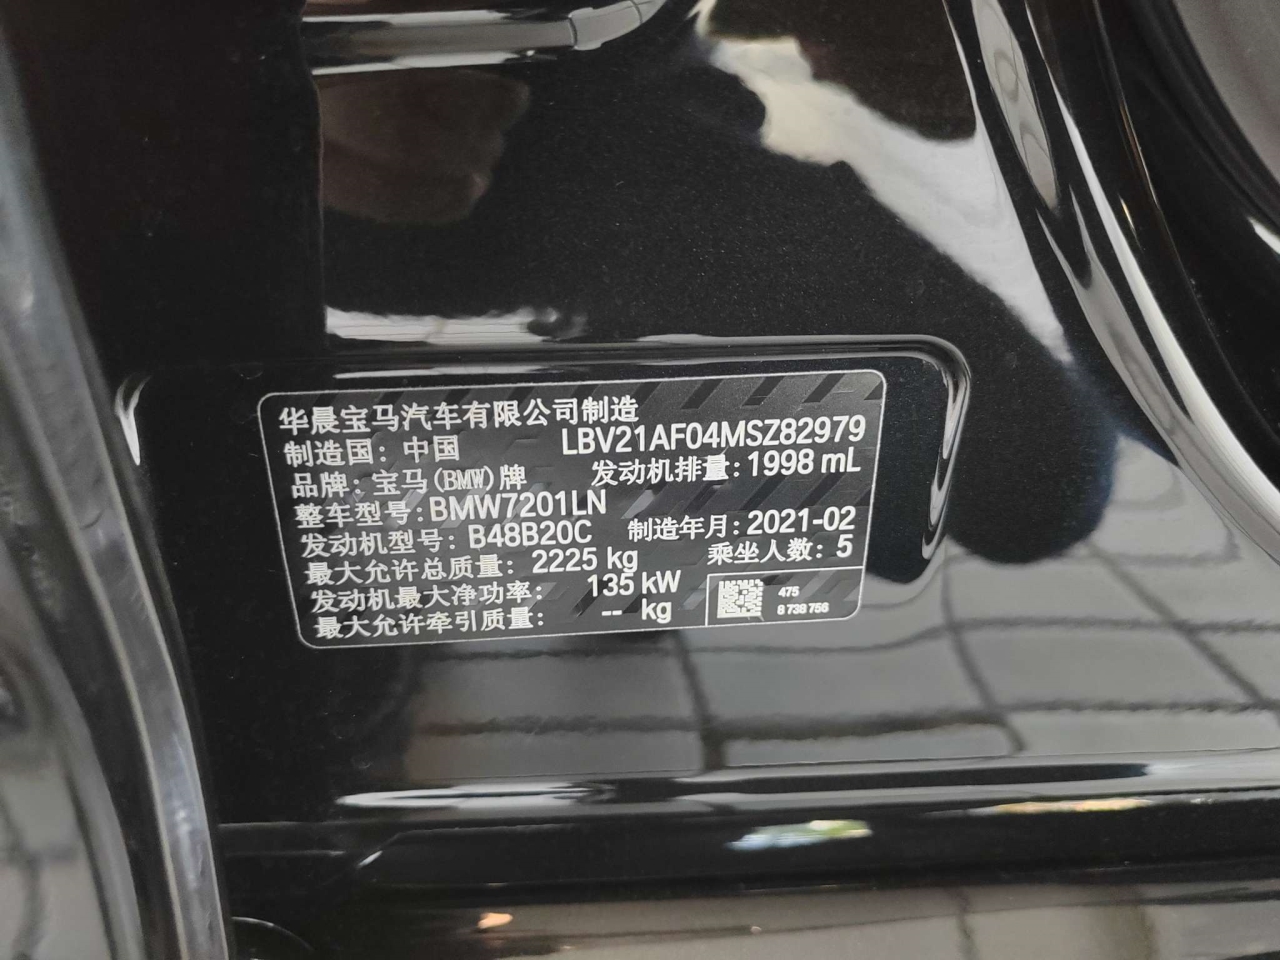 华晨宝马汽车有限公司制造
制造国：中国 LBV21AF04MSZ82979
品牌：宝马(BMW)牌 发动机排量：1998 mL
整车型号：BMW7201LN
发动机型号：B48B20C 制造年月：2021-02
最大允许总质量：2225 kg 乘坐人数：5
发动机最大净功率：135 kW
最大允许牵引质量：-- kg
475
8 738 756